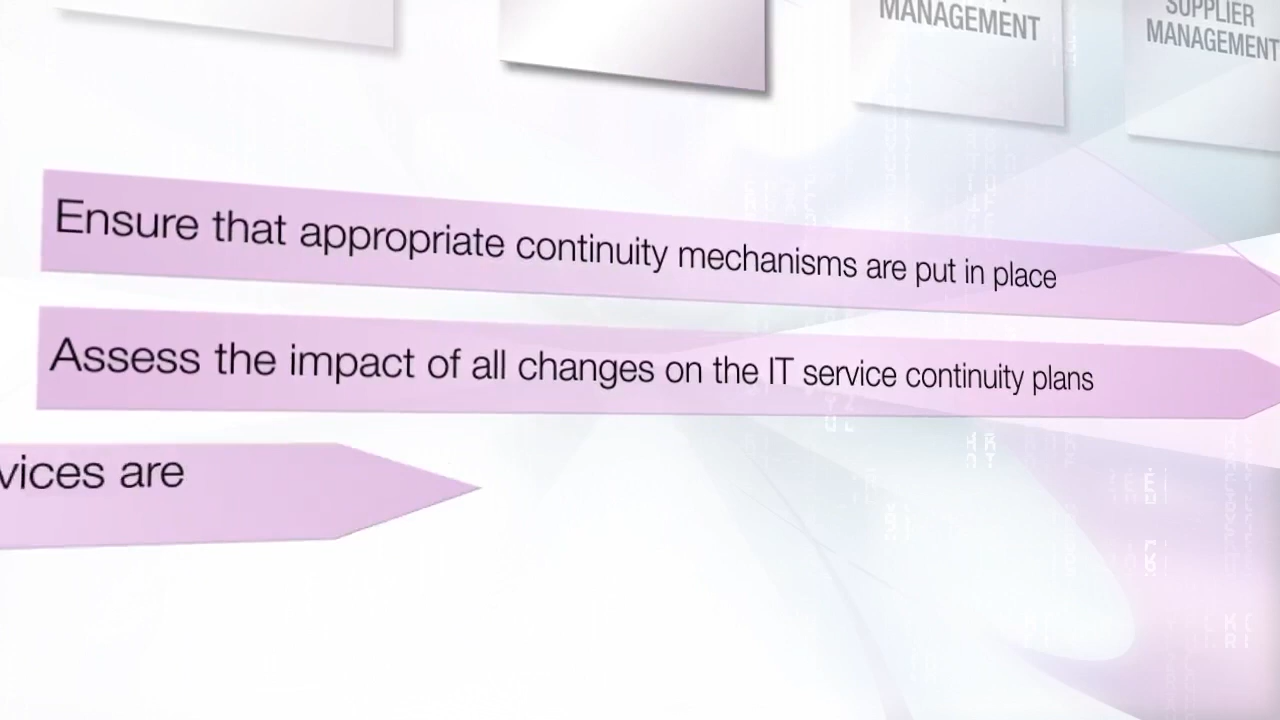 MANAGEMENT
SUPPLIER
MANAGEMENT
Ensure that appropriate continuity mechanisms are put in place
Assess the impact of all changes on the IT service continuity plans
vices are